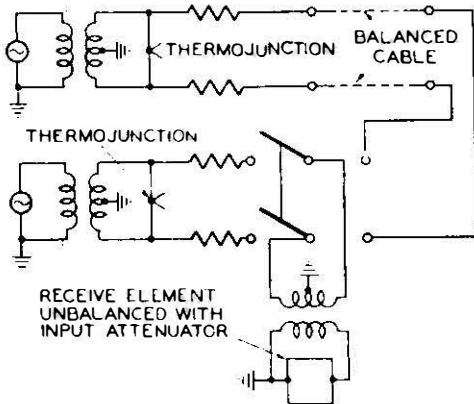 THERMOJUNCTION
BALANCED
CABLE
THERMOJUNCTION
RECEIVE ELEMENT
UNBALANCED WITH
INPUT ATTENUATOR